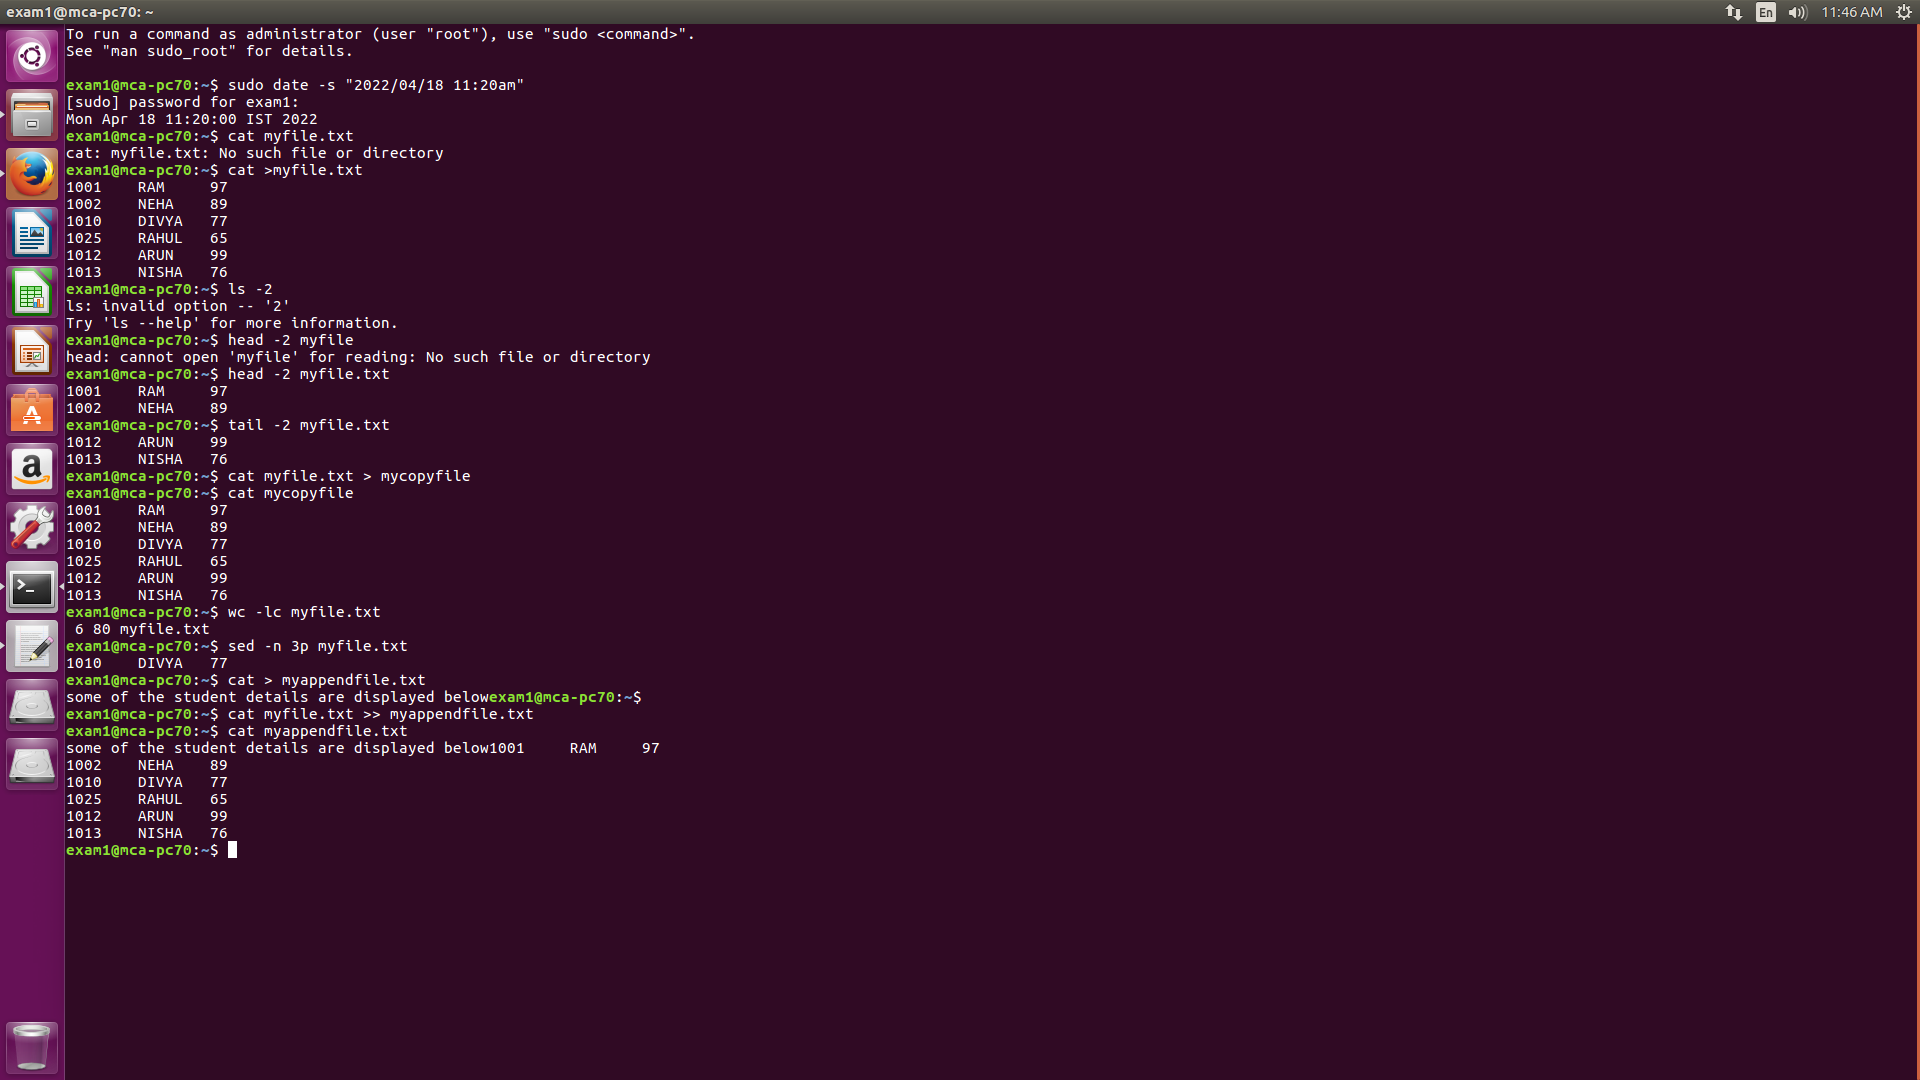 exam1@mca-pc70: ~
En
11:46 AM
To run a command as administrator (user "root"), use "sudo <command>".
See "man sudo_root" for details.
exam1@mca-pc70:~$ sudo date -s "2022/04/18 11:20am"
[sudo] password for exam1:
Mon Apr 18 11:20:00 IST 2022
exam1@mca-pc70:~$ cat myfile.txt
cat: myfile.txt: No such file or directory
exam1@mca-pc70:~$ cat >myfile.txt
1001    RAM     97
1002    NEHA    89
1010    DIVYA   77
1025    RAHUL   65
1012    ARUN    99
1013    NISHA   76
exam1@mca-pc70:~$ ls -2
ls: invalid option -- '2'
Try 'ls --help' for more information.
exam1@mca-pc70:~$ head -2 myfile
head: cannot open 'myfile' for reading: No such file or directory
exam1@mca-pc70:~$ head -2 myfile.txt
1001    RAM     97
1002    NEHA    89
exam1@mca-pc70:~$ tail -2 myfile.txt
1012    ARUN    99
1013    NISHA   76
exam1@mca-pc70:~$ cat myfile.txt > mycopyfile
exam1@mca-pc70:~$ cat mycopyfile
1001    RAM     97
1002    NEHA    89
1010    DIVYA   77
1025    RAHUL   65
1012    ARUN    99
1013    NISHA   76
exam1@mca-pc70:~$ wc -lc myfile.txt
 6 80 myfile.txt
exam1@mca-pc70:~$ sed -n 3p myfile.txt
1010    DIVYA   77
exam1@mca-pc70:~$ cat > myappendfile.txt
some of the student details are displayed belowexam1@mca-pc70:~$
exam1@mca-pc70:~$ cat myfile.txt >> myappendfile.txt
exam1@mca-pc70:~$ cat myappendfile.txt
some of the student details are displayed below1001     RAM     97
1002    NEHA    89
1010    DIVYA   77
1025    RAHUL   65
1012    ARUN    99
1013    NISHA   76
exam1@mca-pc70:~$